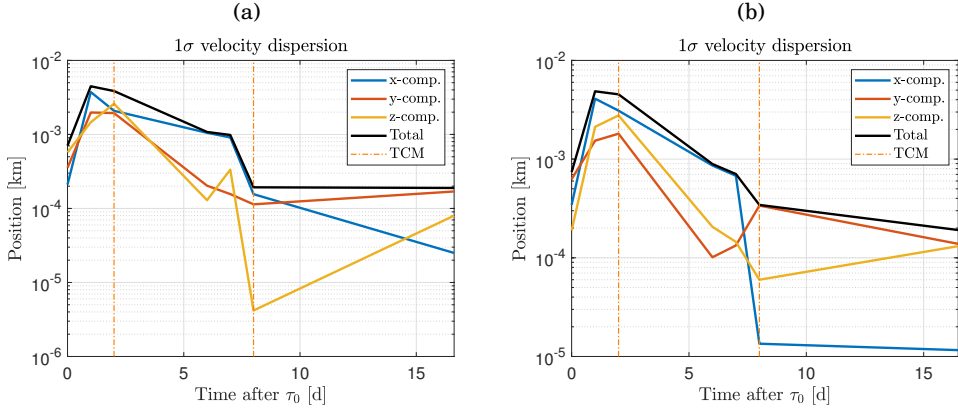 (a)
1σ velocity dispersion
10^-2
10^-3
10^-4
10^-5
10^-6
Position [km]
x-comp.
y-comp.
z-comp.
Total
TCM
0
5
10
15
Time after τ₀ [d]
(b)
1σ velocity dispersion
10^-2
10^-3
10^-4
10^-5
Position [km]
x-comp.
y-comp.
z-comp.
Total
TCM
0
5
10
15
Time after τ₀ [d]